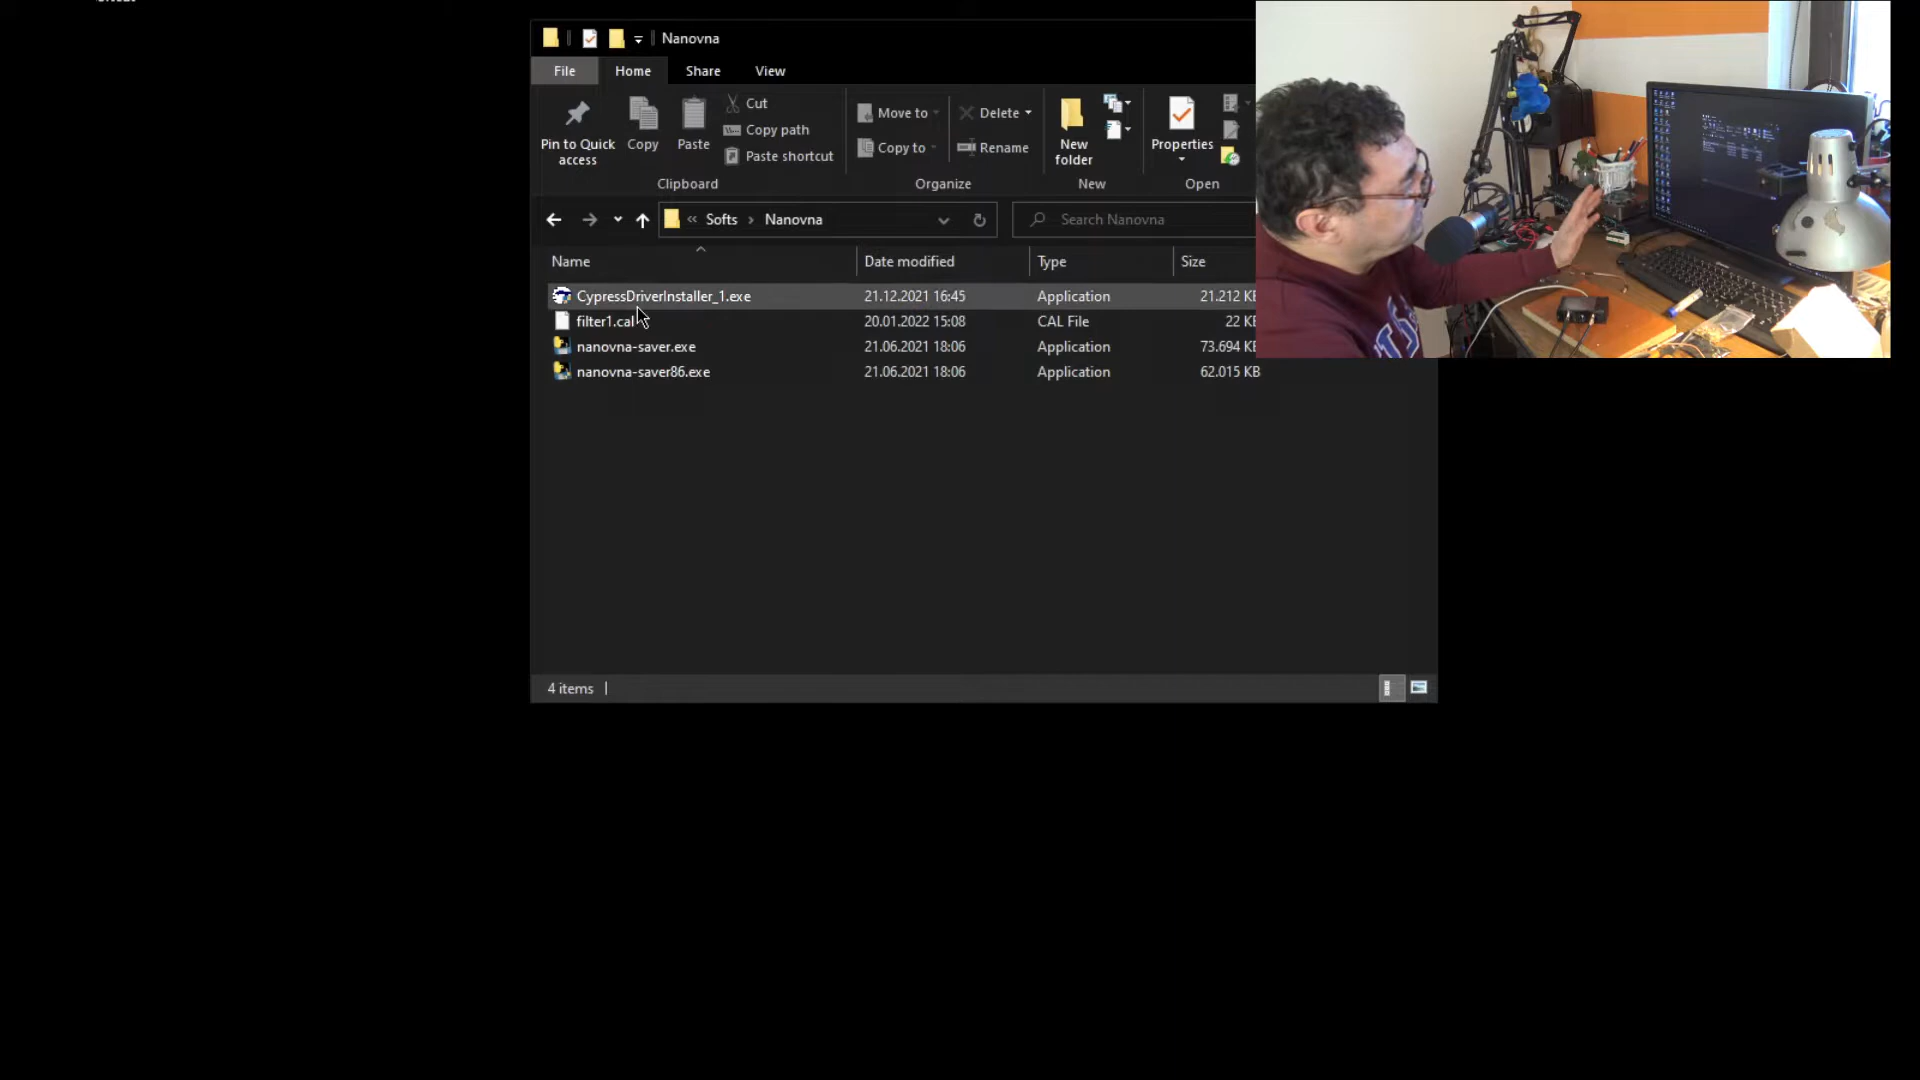 Nanovna
File Home Share View
Pin to Quick access
Copy
Paste
Cut
Copy path
Paste shortcut
Clipboard
Move to
Copy to
Delete
Rename
Organize
New folder
New
Properties
Open
« Softs > Nanovna
Search Nanovna
Name Date modified Type Size
CypressDriverInstaller_1.exe 21.12.2021 16:45 Application 21.212 KB
filter1.cal 20.01.2022 15:08 CAL File 22 KB
nanovna-saver.exe 21.06.2021 18:06 Application 73.694 KB
nanovna-saver86.exe 21.06.2021 18:06 Application 62.015 KB
4 items